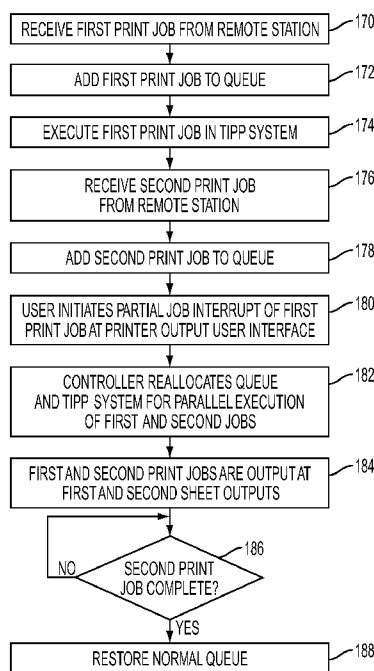 RECEIVE FIRST PRINT JOB FROM REMOTE STATION
170
ADD FIRST PRINT JOB TO QUEUE
172
EXECUTE FIRST PRINT JOB IN TIPP SYSTEM
174
RECEIVE SECOND PRINT JOB
FROM REMOTE STATION
176
ADD SECOND PRINT JOB TO QUEUE
178
USER INITIATES PARTIAL JOB INTERRUPT OF FIRST
PRINT JOB AT PRINTER OUTPUT USER INTERFACE
180
CONTROLLER REALLOCATES QUEUE
AND TIPP SYSTEM FOR PARALLEL EXECUTION
OF FIRST AND SECOND JOBS
182
FIRST AND SECOND PRINT JOBS ARE OUTPUT AT
FIRST AND SECOND SHEET OUTPUTS
184
186
NO
SECOND PRINT
JOB COMPLETE?
YES
RESTORE NORMAL QUEUE
188